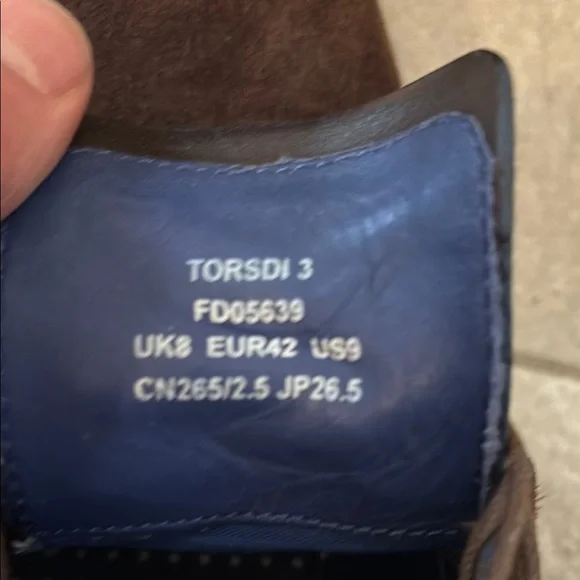 TORSDI 3
FD05639
UK8 EUR42 US9
CN265/2.5 JP26.5